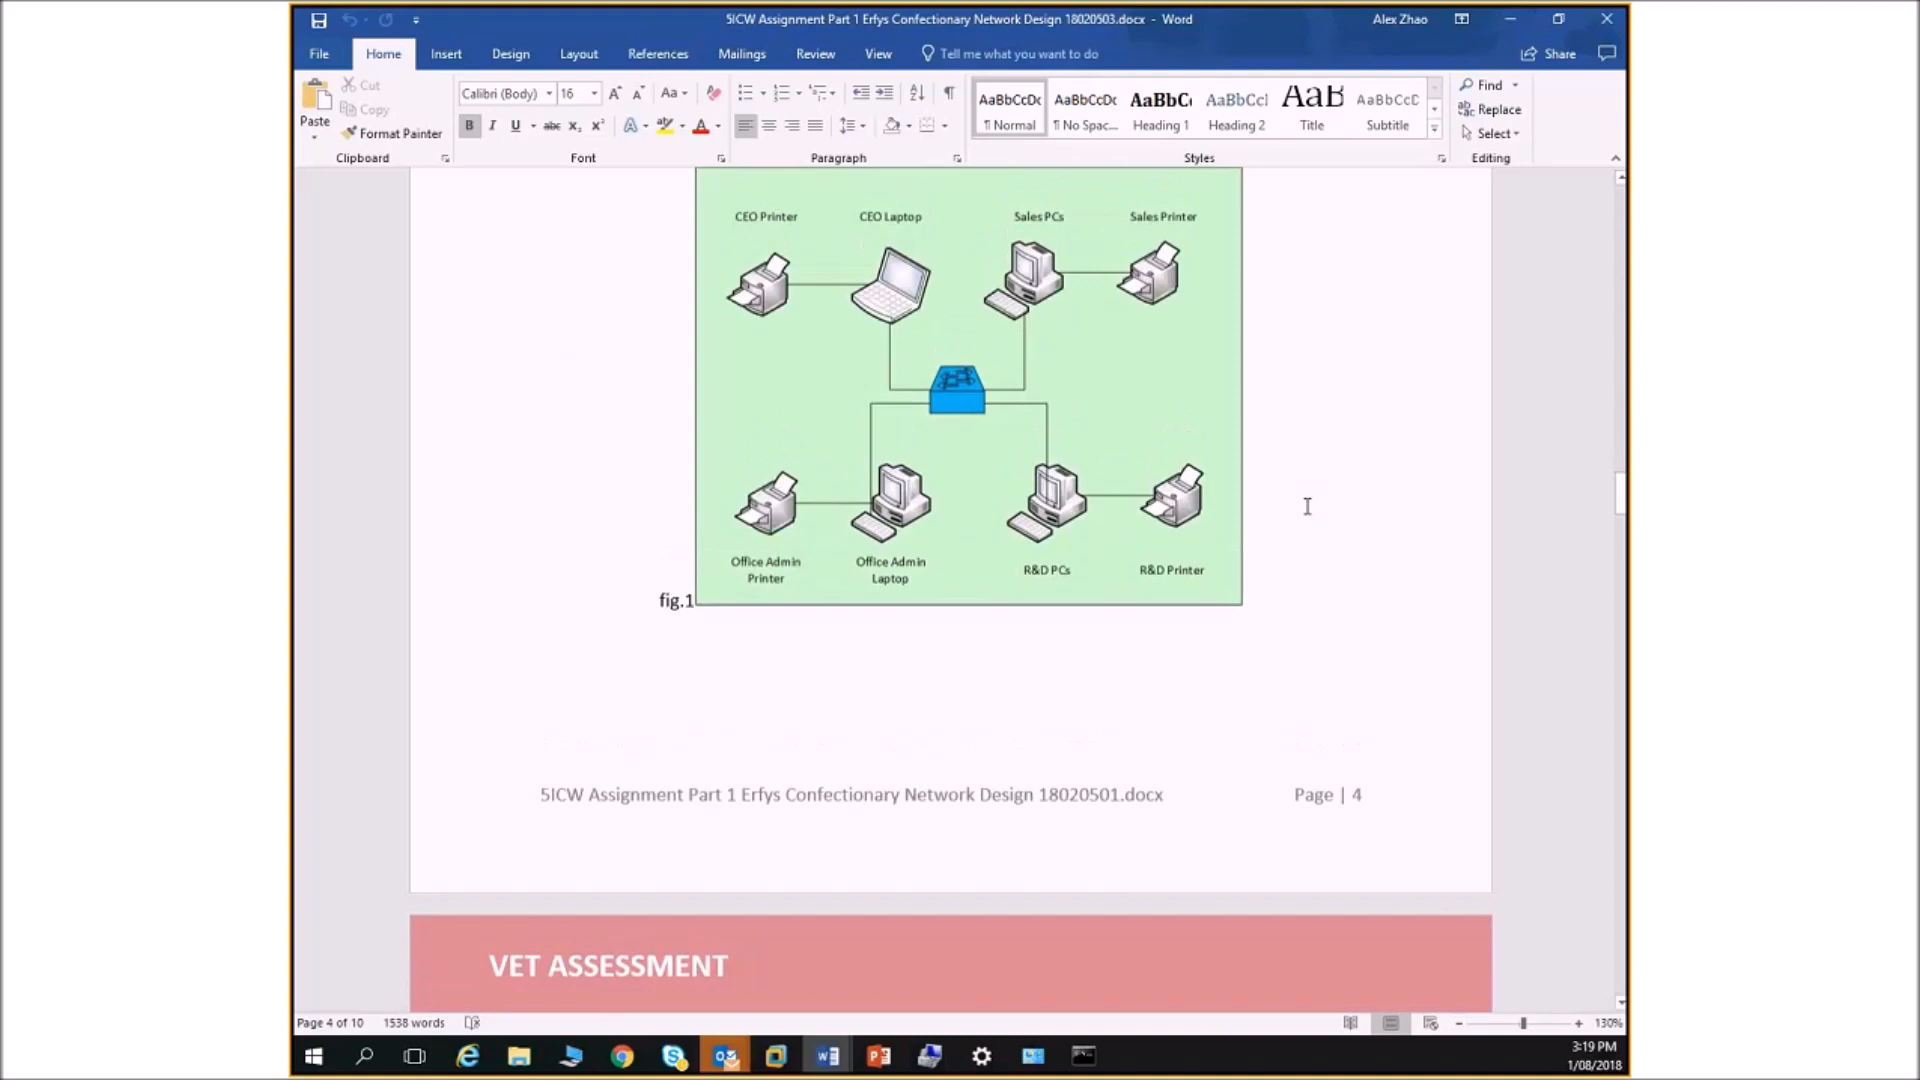 5ICW Assignment Part 1 Erfys Confectionary Network Design 18020503.docx - Word
Alex Zhao
File Home Insert Design Layout References Mailings Review View Tell me what you want to do Share
Paste
Cut
Copy
Format Painter
Clipboard
Calibri (Body) 16 Aa
B I U abc X₂ X² A A
Font
Paragraph
AaBbCcDc AaBbCcDc AaBbC AaBbCcI AaB AaBbCcD
¶ Normal ¶ No Spac... Heading 1 Heading 2 Title Subtitle
Styles
Find
Replace
Select
Editing
CEO Printer CEO Laptop Sales PCs Sales Printer
Office Admin Printer
Office Admin Laptop
R&D PCs
R&D Printer
fig.1
5ICW Assignment Part 1 Erfys Confectionary Network Design 18020501.docx Page | 4
VET ASSESSMENT
Page 4 of 10 1538 words 130%
3:19 PM
1/08/2018